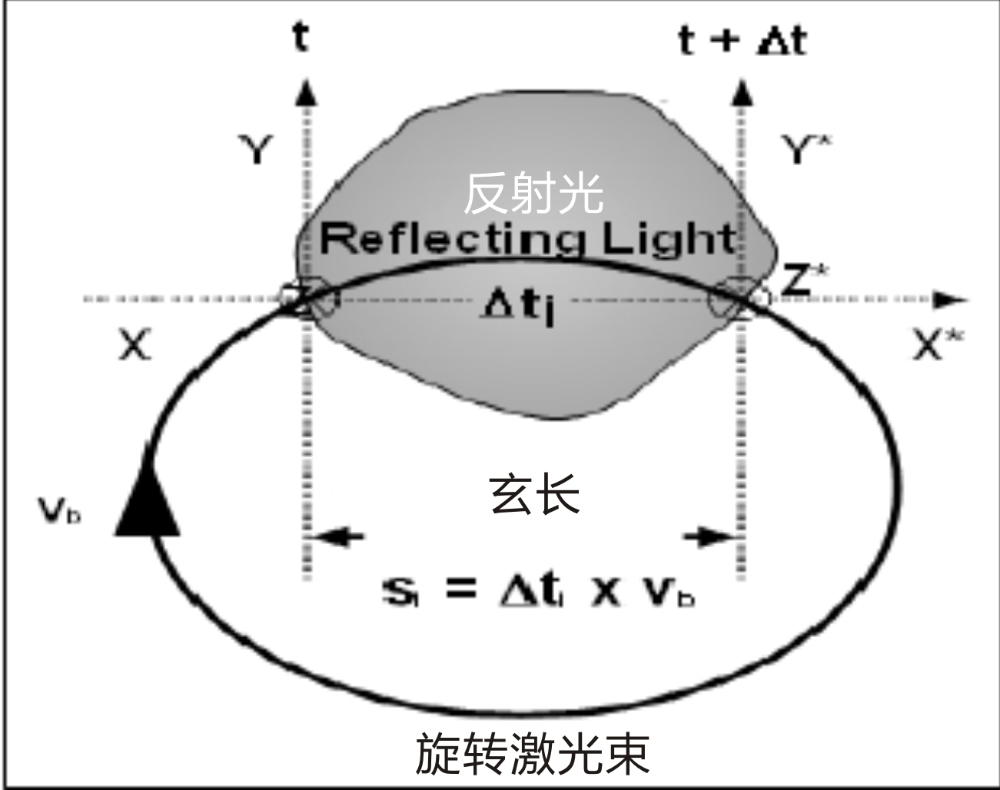 t t + Δt
Y Y*
反射光
Reflecting Light
Z Z*
Δti
X X*
玄长
vb
si = Δti x vb
旋转激光束